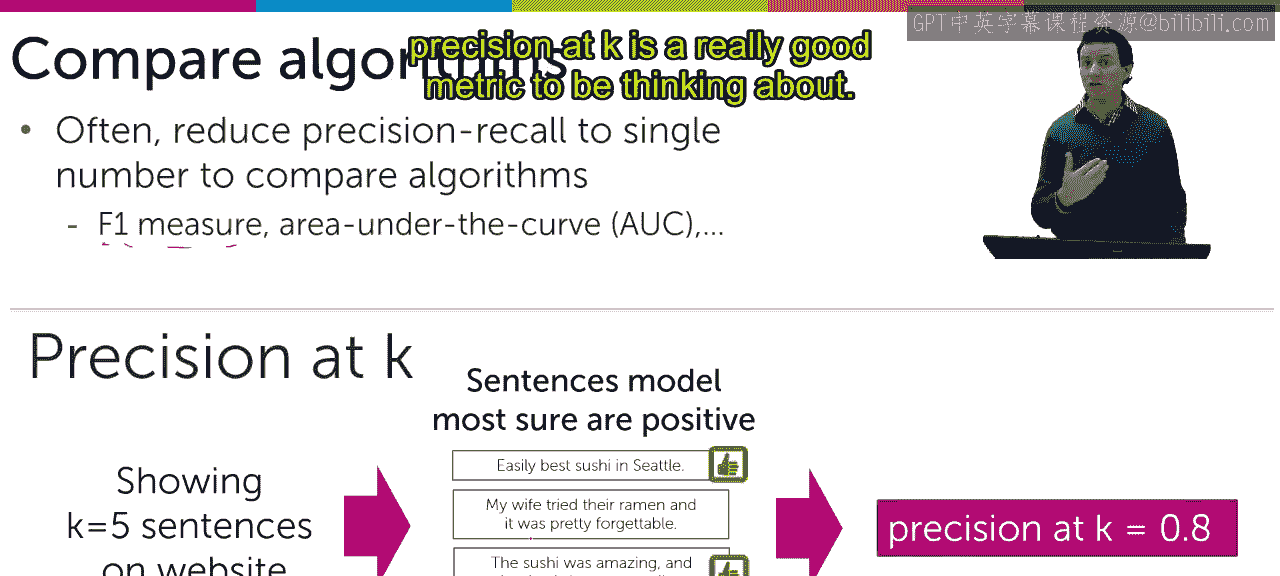 GPT中英字幕课程资源@bilibili.com
precision at k is a really good
metric to be thinking about.
Compare algorithms
• Often, reduce precision-recall to single
number to compare algorithms
- F1 measure, area-under-the-curve (AUC),...
Precision at k
Sentences model
most sure are positive
Showing
k=5 sentences
on website
Easily best sushi in Seattle.
My wife tried their ramen and
it was pretty forgettable.
The sushi was amazing, and
precision at k = 0.8